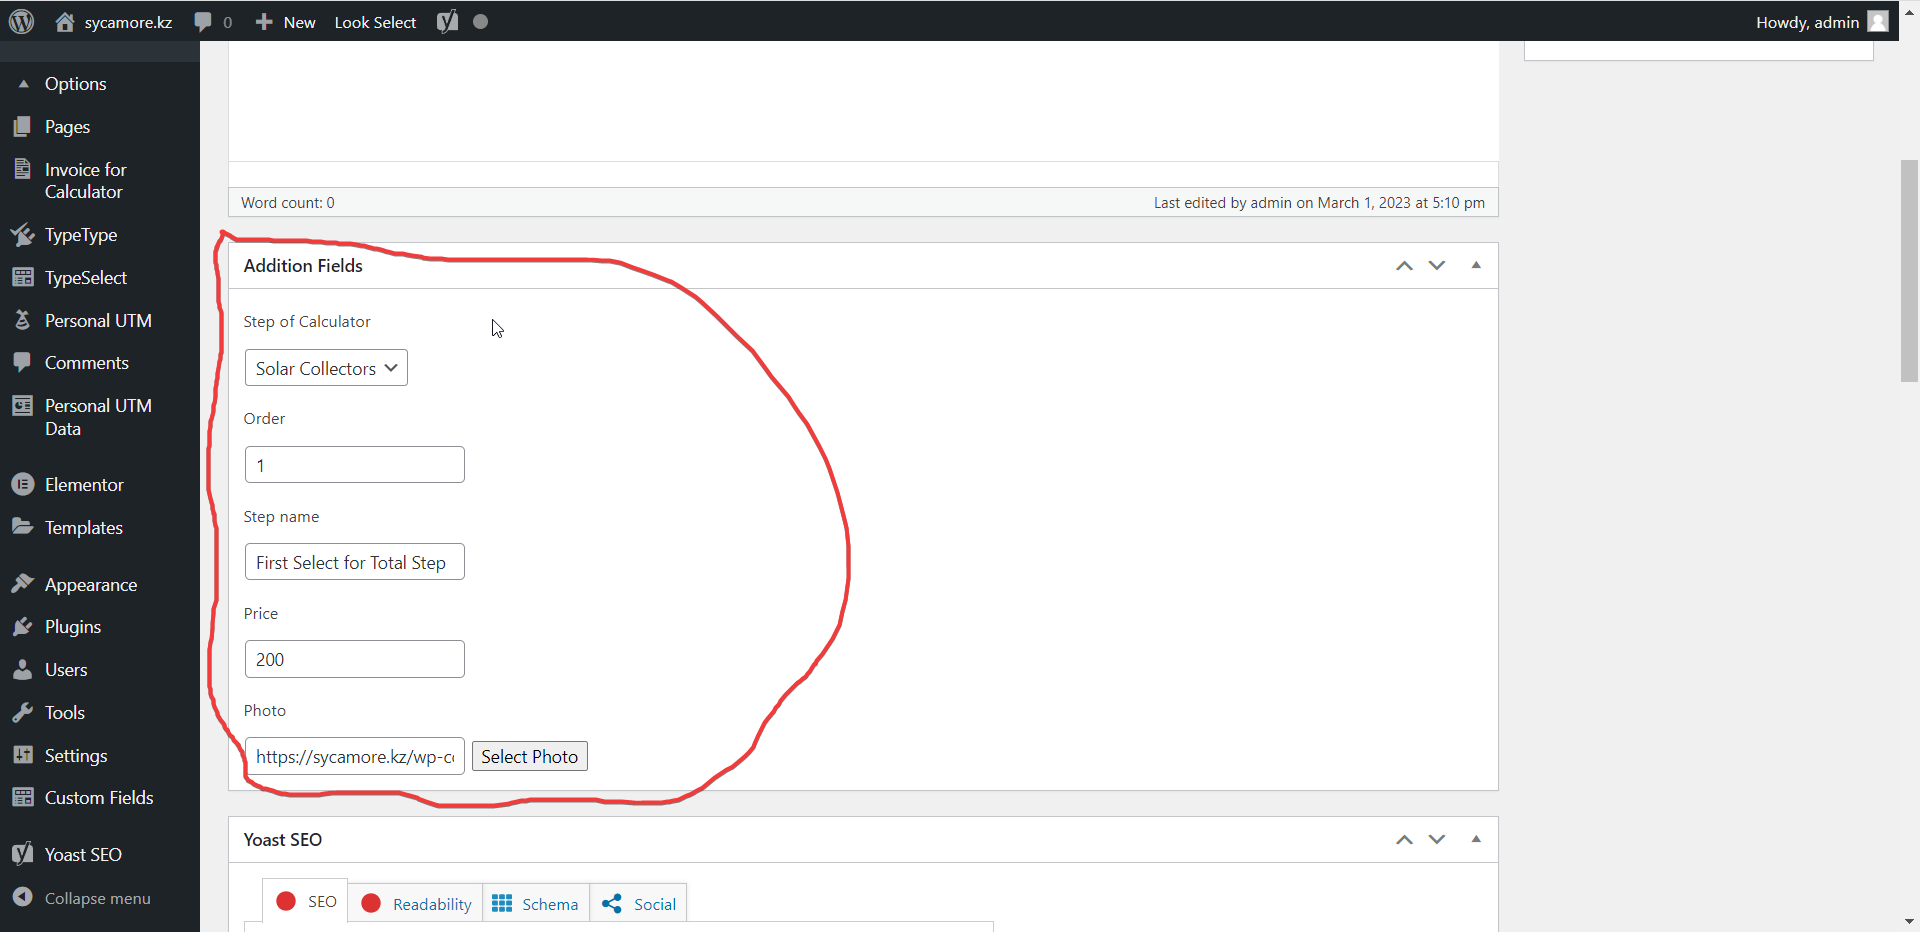 sycamore.kz 0 New Look Select Howdy, admin
Options
Pages
Invoice for
Calculator
TypeType
TypeSelect
Personal UTM
Comments
Personal UTM
Data
Elementor
Templates
Appearance
Plugins
Users
Tools
Settings
Custom Fields
Yoast SEO
Collapse menu
Word count: 0 Last edited by admin on March 1, 2023 at 5:10 pm
Addition Fields
Step of Calculator
Solar Collectors
Order
1
Step name
First Select for Total Step
Price
200
Photo
https://sycamore.kz/wp-c Select Photo
Yoast SEO
SEO Readability Schema Social